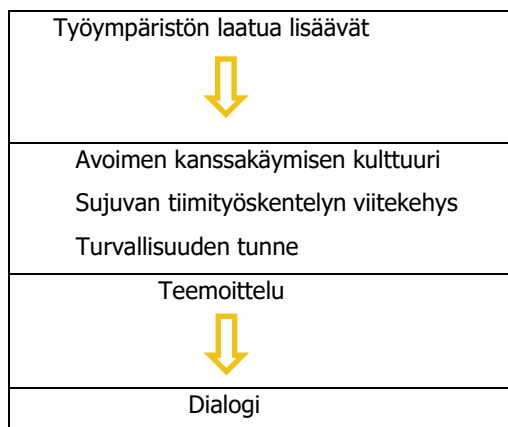 Työympäristön laatua lisäävät
Avoimen kanssakäymisen kulttuuri
Sujuvan tiimityöskentelyn viitekehys
Turvallisuuden tunne
Teemoittelu
Dialogi